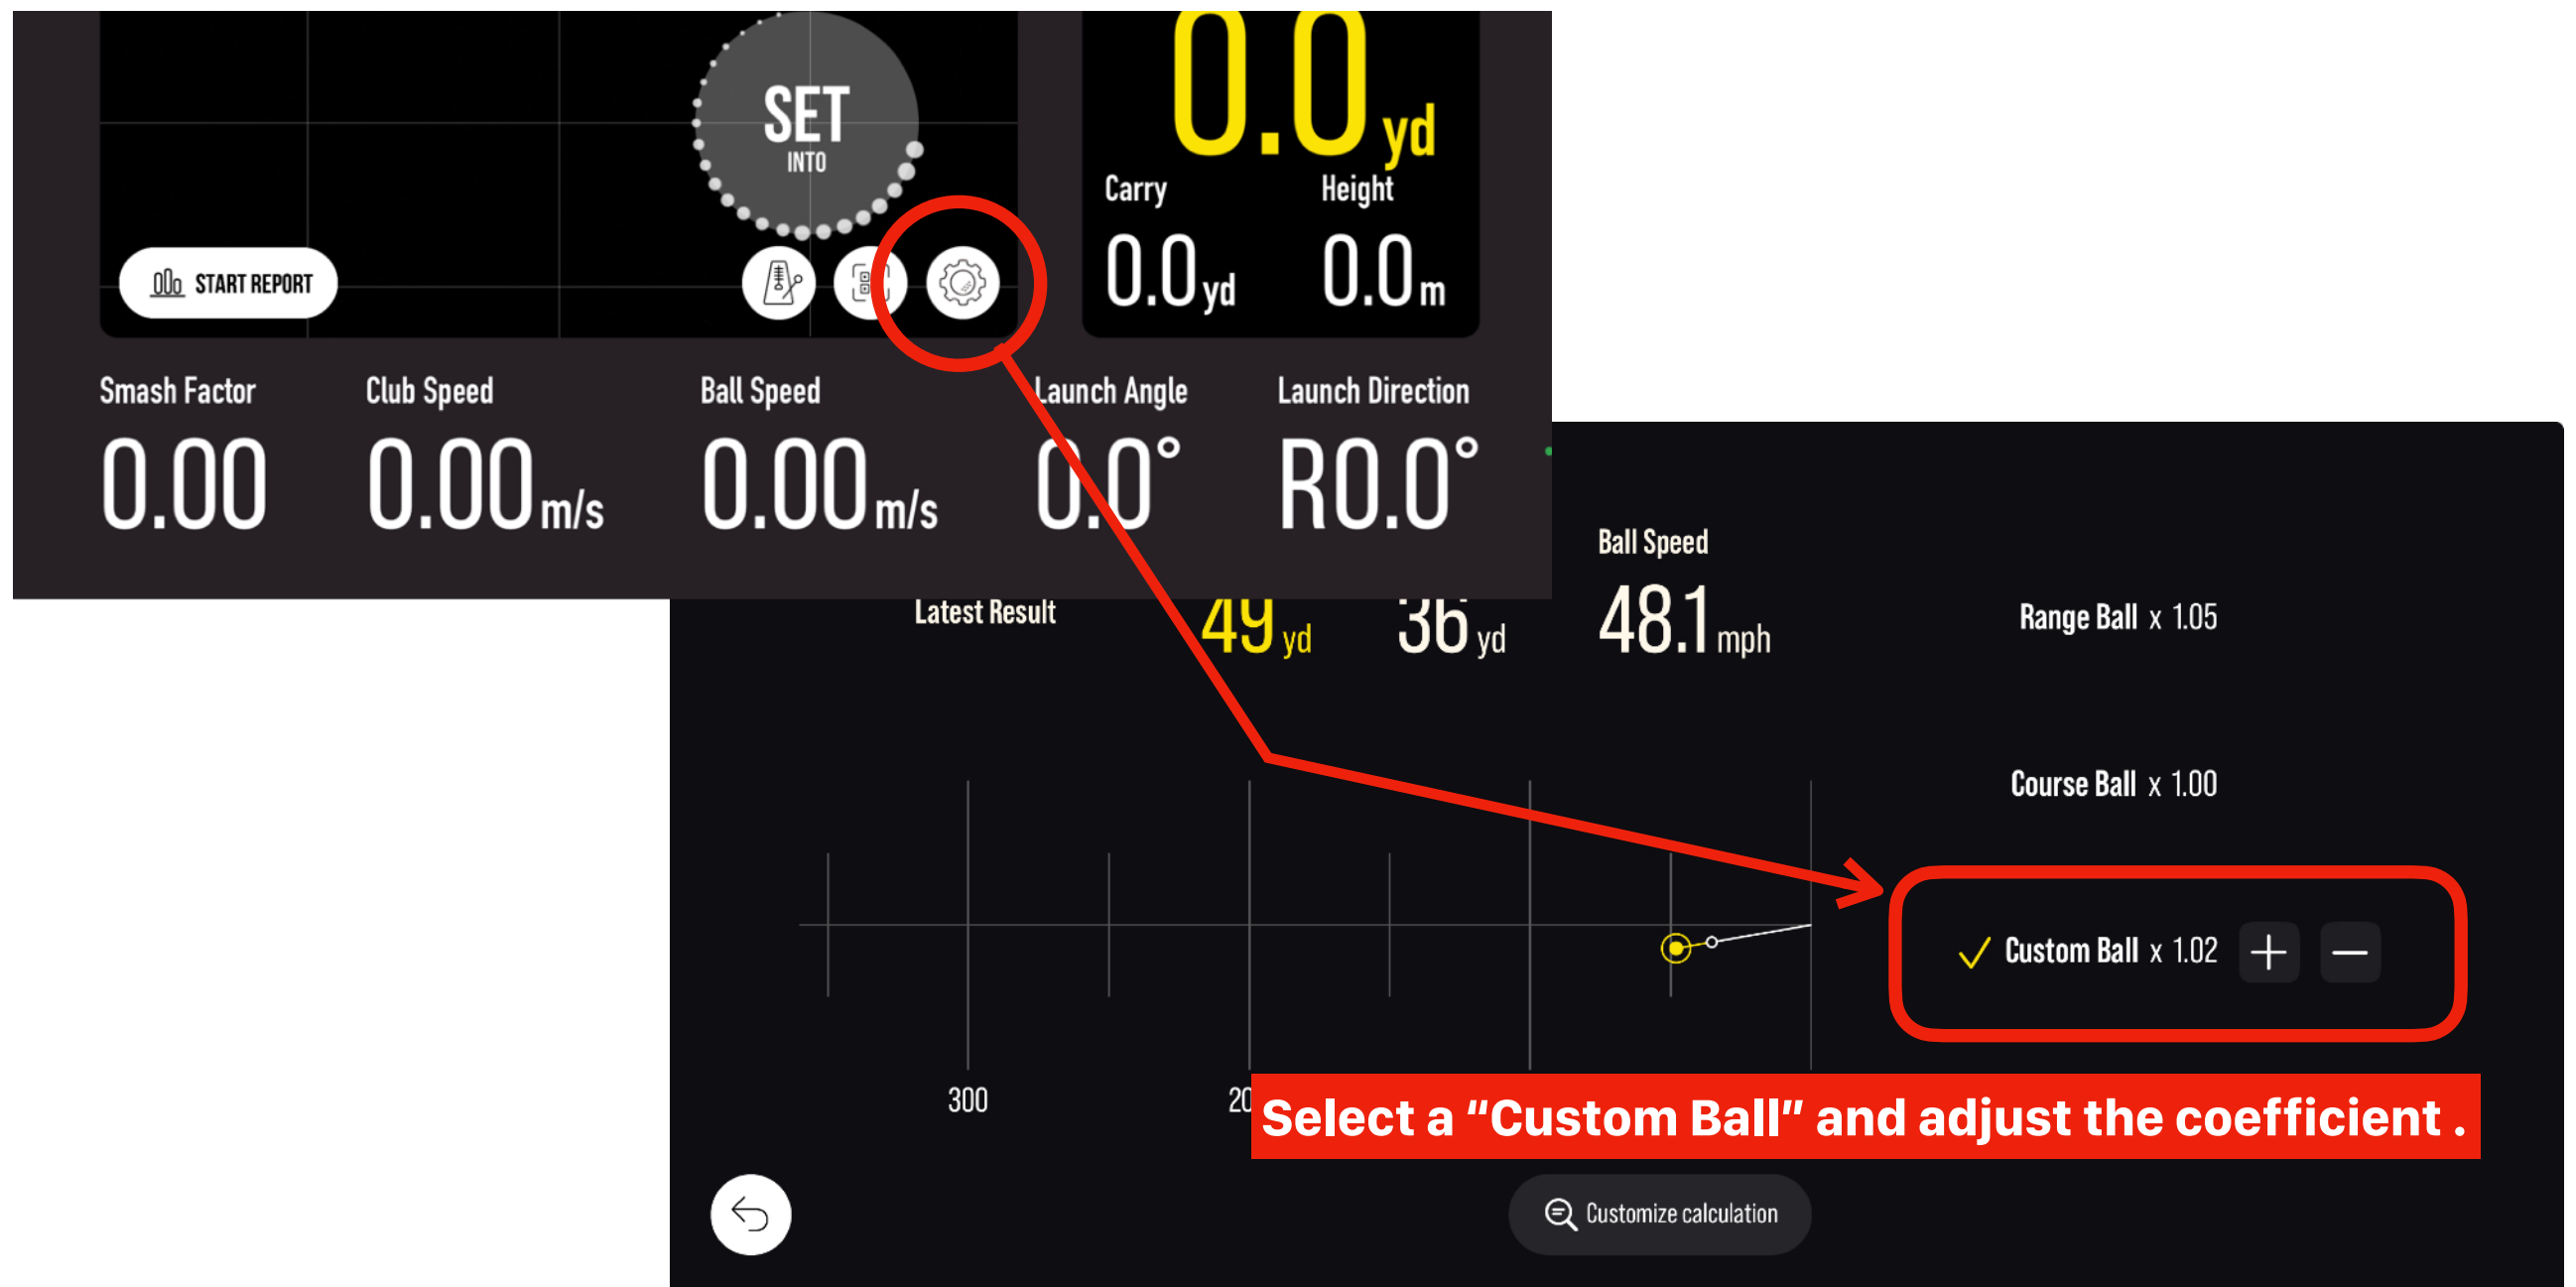 0.0 yd
SET
INTO
Carry
Height
0.0 yd
0.0 m
START REPORT
Smash Factor
Club Speed
Ball Speed
Launch Angle
Launch Direction
0.00
0.00 m/s
0.00 m/s
0.0°
R0.0°
Ball Speed
Latest Result
49 yd
36 yd
48.1 mph
Range Ball x 1.05
Course Ball x 1.00
Custom Ball x 1.02
300
Select a “Custom Ball” and adjust the coefficient .
Customize calculation